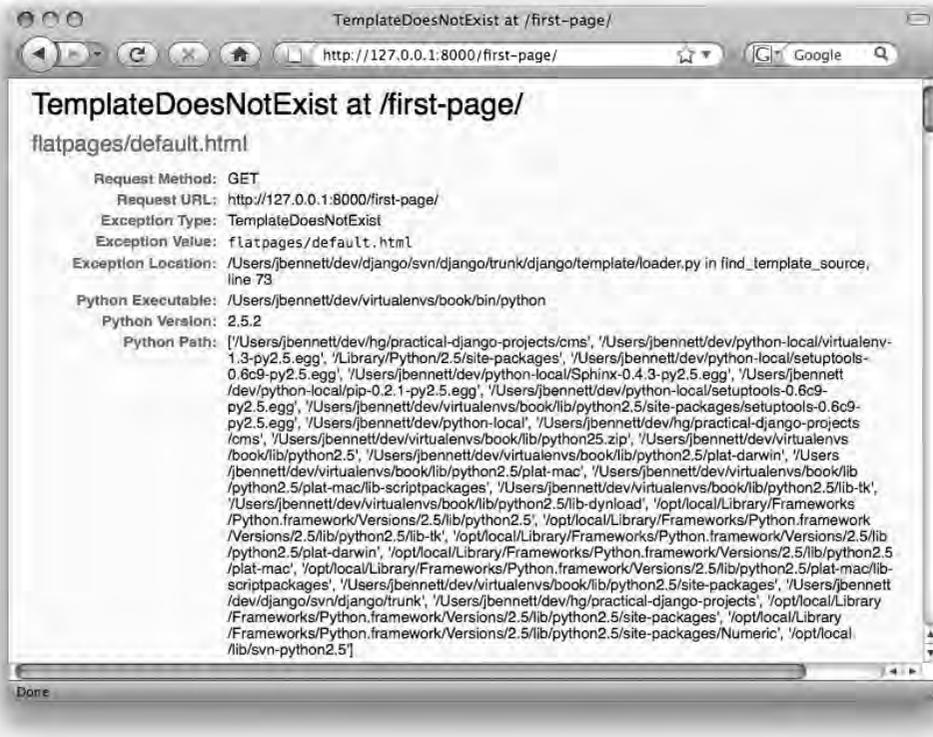 TemplateDoesNotExist at /first-page/
http://127.0.0.1:8000/first-page/
Google
TemplateDoesNotExist at /first-page/
flatpages/default.html
Request Method: GET
Request URL: http://127.0.0.1:8000/first-page/
Exception Type: TemplateDoesNotExist
Exception Value: flatpages/default.html
Exception Location: /Users/jbennett/dev/django/svn/django/trunk/django/template/loader.py in find_template_source,
line 73
Python Executable: /Users/jbennett/dev/virtualenvs/book/bin/python
Python Version: 2.5.2
Python Path: ['/Users/jbennett/dev/hg/practical-django-projects/cms', '/Users/jbennett/dev/python-local/virtualenv-
1.3-py2.5.egg', '/Library/Python/2.5/site-packages', '/Users/jbennett/dev/python-local/setuptools-
0.6c9-py2.5.egg', '/Users/jbennett/dev/python-local/Sphinx-0.4.3-py2.5.egg', '/Users/jbennett
/dev/python-local/pip-0.2.1-py2.5.egg', '/Users/jbennett/dev/python-local/setuptools-0.6c9-
py2.5.egg', '/Users/jbennett/dev/virtualenvs/book/lib/python2.5/site-packages/setuptools-0.6c9-
py2.5.egg', '/Users/jbennett/dev/python-local', '/Users/jbennett/dev/hg/practical-django-projects
/cms', '/Users/jbennett/dev/virtualenvs/book/lib/python25.zip', '/Users/jbennett/dev/virtualenvs
/book/lib/python2.5', '/Users/jbennett/dev/virtualenvs/book/lib/python2.5/plat-darwin', '/Users
/jbennett/dev/virtualenvs/book/lib/python2.5/plat-mac', '/Users/jbennett/dev/virtualenvs/book/lib
/python2.5/plat-mac/lib-scriptpackages', '/Users/jbennett/dev/virtualenvs/book/lib/python2.5/lib-tk',
'/Users/jbennett/dev/virtualenvs/book/lib/python2.5/lib-dynload', '/opt/local/Library/Frameworks
/Python.framework/Versions/2.5/lib/python2.5', '/opt/local/Library/Frameworks/Python.framework
/Versions/2.5/lib/python2.5/lib-tk', '/opt/local/Library/Frameworks/Python.framework/Versions/2.5/lib
/python2.5/plat-darwin', '/opt/local/Library/Frameworks/Python.framework/Versions/2.5/lib/python2.5
/plat-mac', '/opt/local/Library/Frameworks/Python.framework/Versions/2.5/lib/python2.5/plat-mac/lib-
scriptpackages', '/Users/jbennett/dev/virtualenvs/book/lib/python2.5/site-packages', '/Users/jbennett
/dev/django/svn/django/trunk', '/Users/jbennett/dev/hg/practical-django-projects', '/opt/local/Library
/Frameworks/Python.framework/Versions/2.5/lib/python2.5/site-packages', '/opt/local/Library
/Frameworks/Python.framework/Versions/2.5/lib/python2.5/site-packages/Numeric', '/opt/local
/lib/svn-python2.5']
Done